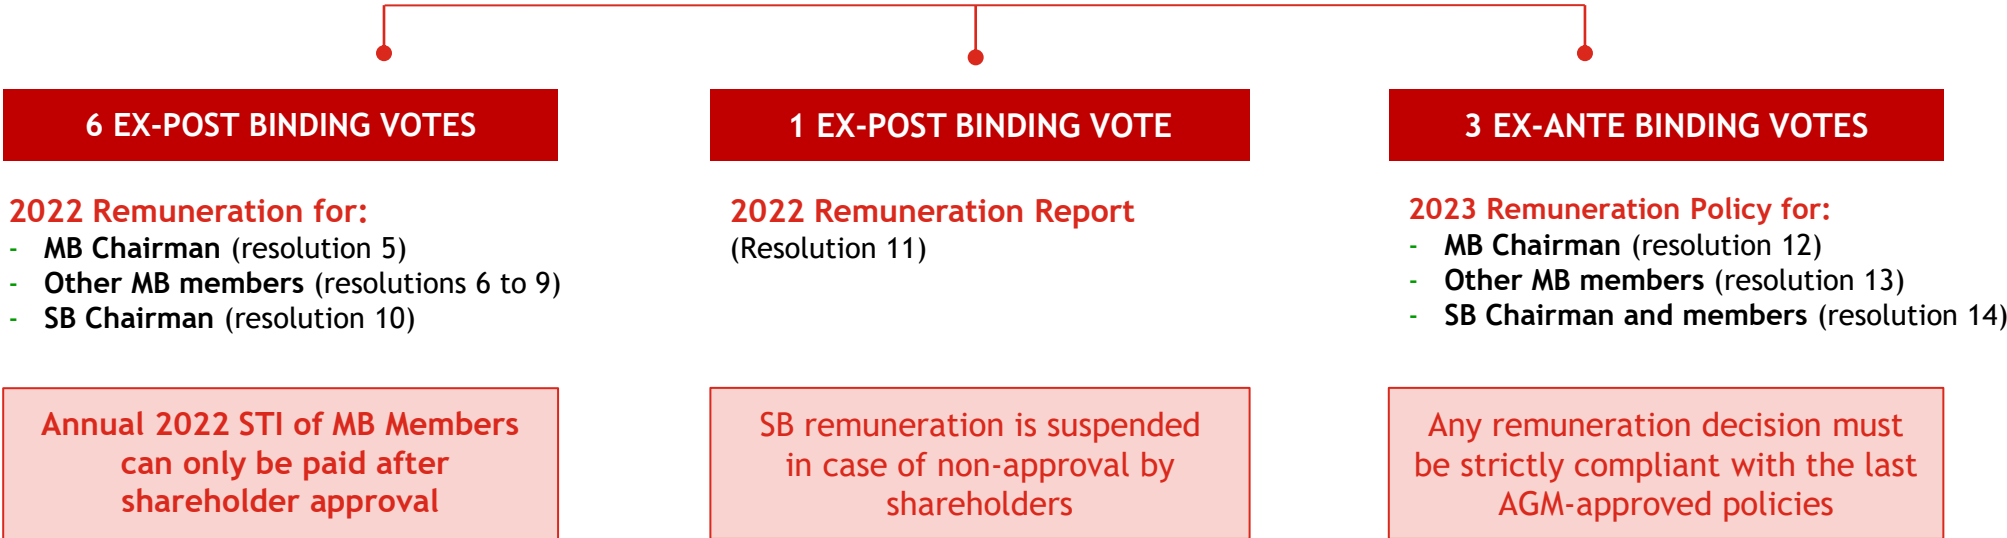 6 EX-POST BINDING VOTES
2022 Remuneration for:
- MB Chairman (resolution 5)
- Other MB members (resolutions 6 to 9)
- SB Chairman (resolution 10)
Annual 2022 STI of MB Members
can only be paid after
shareholder approval
1 EX-POST BINDING VOTE
2022 Remuneration Report
(Resolution 11)
SB remuneration is suspended
in case of non-approval by
shareholders
3 EX-ANTE BINDING VOTES
2023 Remuneration Policy for:
- MB Chairman (resolution 12)
- Other MB members (resolution 13)
- SB Chairman and members (resolution 14)
Any remuneration decision must
be strictly compliant with the last
AGM-approved policies